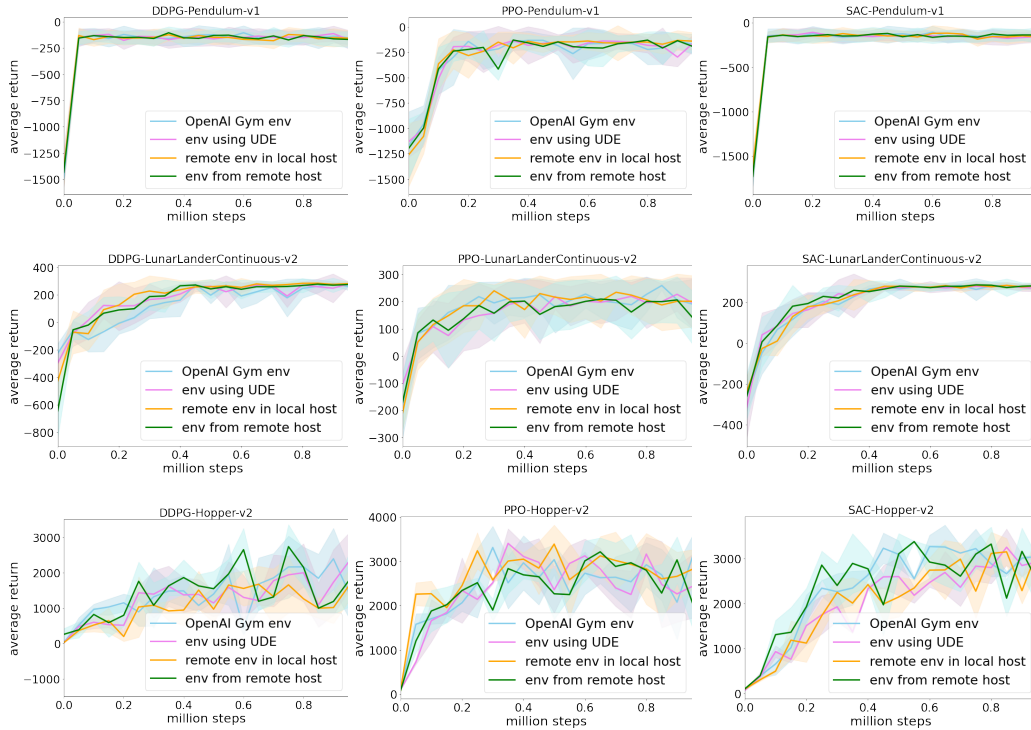 DDPG-Pendulum-v1
0
−250
−500
−750
−1000
−1250
−1500
average return
OpenAI Gym env
env using UDE
remote env in local host
env from remote host
0.0 0.2 0.4 0.6 0.8
million steps
PPO-Pendulum-v1
0
−250
−500
−750
−1000
−1250
−1500
average return
OpenAI Gym env
env using UDE
remote env in local host
env from remote host
0.0 0.2 0.4 0.6 0.8
million steps
SAC-Pendulum-v1
0
−500
−1000
−1500
average return
OpenAI Gym env
env using UDE
remote env in local host
env from remote host
0.0 0.2 0.4 0.6 0.8
million steps
DDPG-LunarLanderContinuous-v2
400
200
0
−200
−400
−600
−800
average return
OpenAI Gym env
env using UDE
remote env in local host
env from remote host
0.0 0.2 0.4 0.6 0.8
million steps
PPO-LunarLanderContinuous-v2
300
200
100
0
−100
−200
−300
average return
OpenAI Gym env
env using UDE
remote env in local host
env from remote host
0.0 0.2 0.4 0.6 0.8
million steps
SAC-LunarLanderContinuous-v2
200
0
−200
−400
average return
OpenAI Gym env
env using UDE
remote env in local host
env from remote host
0.0 0.2 0.4 0.6 0.8
million steps
DDPG-Hopper-v2
3000
2000
1000
0
−1000
average return
OpenAI Gym env
env using UDE
remote env in local host
env from remote host
0.0 0.2 0.4 0.6 0.8
million steps
PPO-Hopper-v2
4000
3000
2000
1000
0
average return
OpenAI Gym env
env using UDE
remote env in local host
env from remote host
0.0 0.2 0.4 0.6 0.8
million steps
SAC-Hopper-v2
3000
2000
1000
0
average return
OpenAI Gym env
env using UDE
remote env in local host
env from remote host
0.0 0.2 0.4 0.6 0.8
million steps